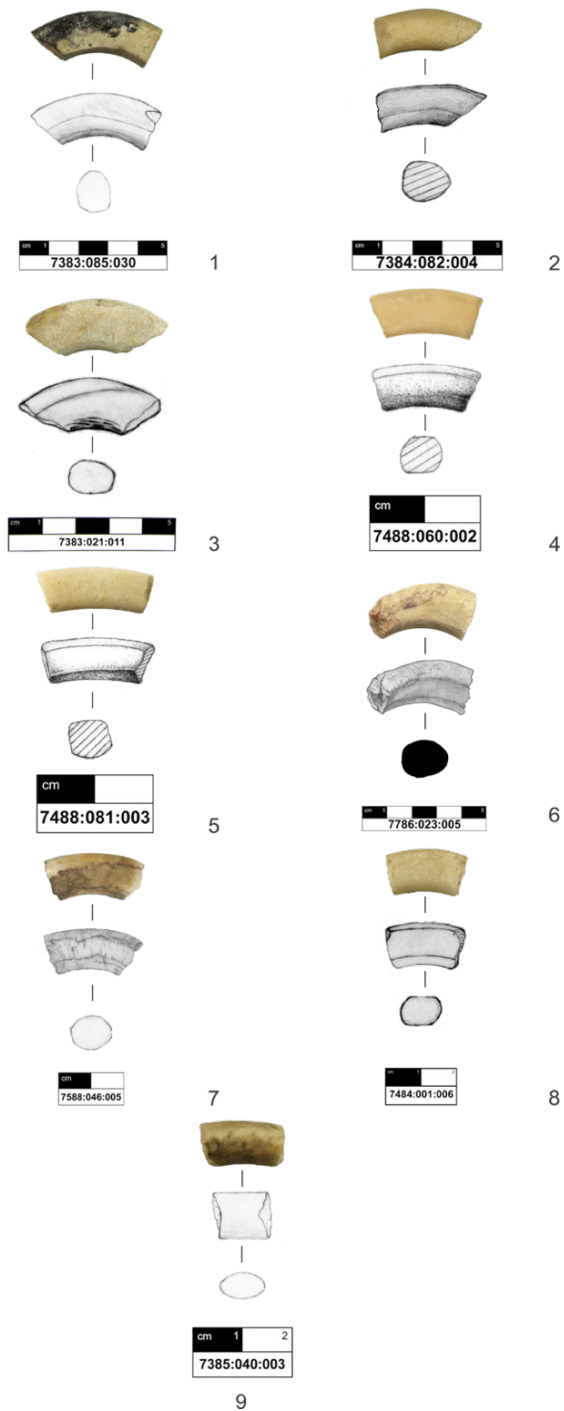 cm 1 5
7383:085:030
1
cm 1 5
7384:082:004
2
cm 1 5
7383:021:011
3
cm
7488:060:002
4
cm
7488:081:003
5
cm 1 5
7786:023:005
6
cm
7588:046:005
7
cm 1 2
7484:001:006
8
cm 1 2
7385:040:003
9